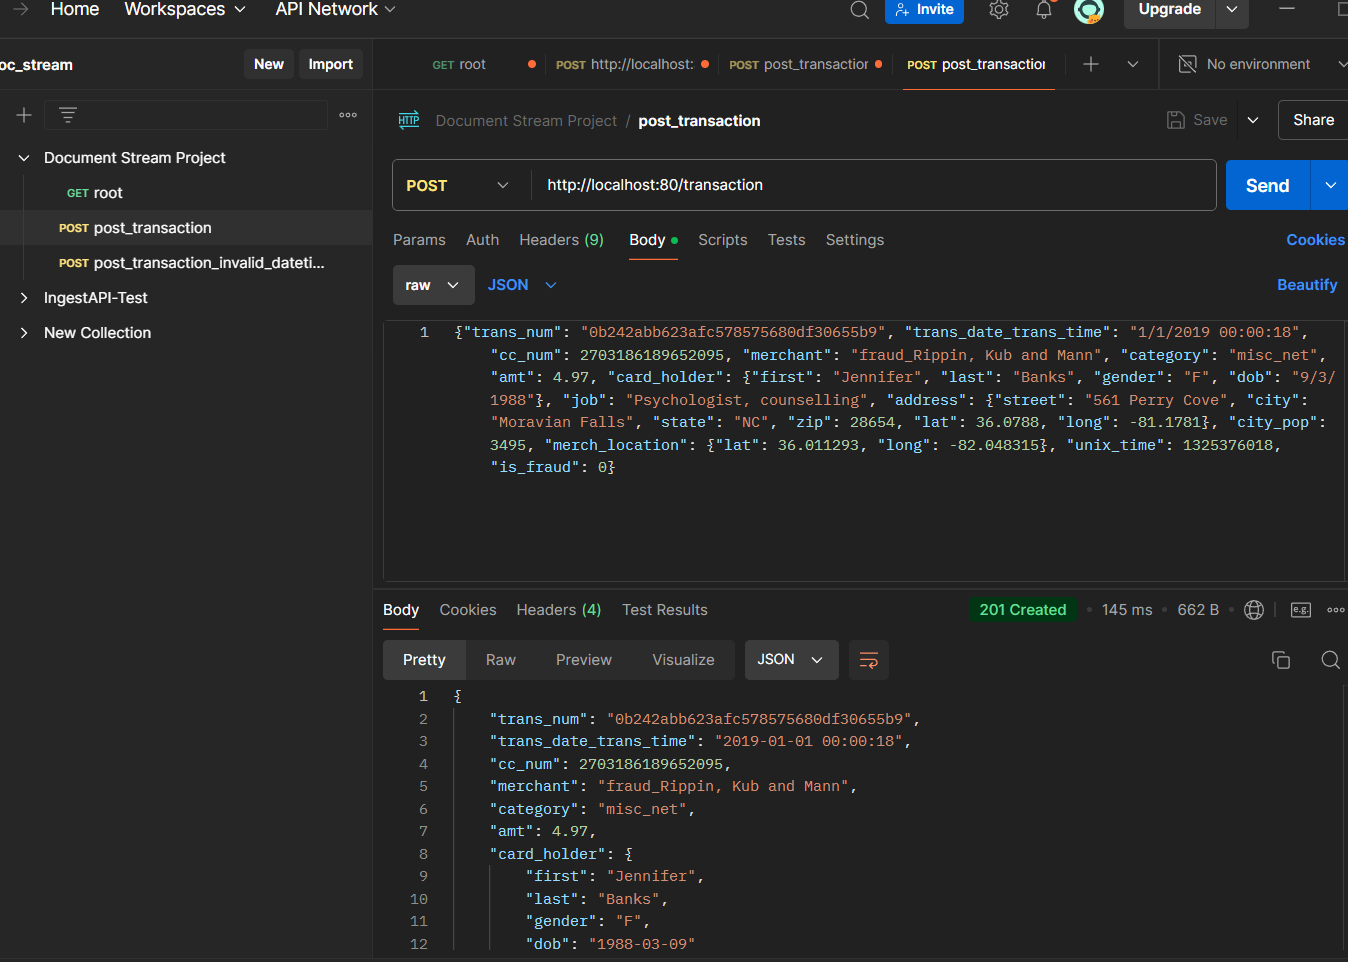 Home Workspaces API Network Invite Upgrade
oc_stream New Import GET root POST http://localhost: POST post_transaction POST post_transaction No environment
HTTP Document Stream Project / post_transaction Save Share
Document Stream Project
GET root
POST post_transaction
POST post_transaction_invalid_dateti...
IngestAPI-Test
New Collection
POST http://localhost:80/transaction Send
Params Auth Headers (9) Body Scripts Tests Settings Cookies
raw JSON Beautify
1 {"trans_num": "0b242abb623afc578575680df30655b9", "trans_date_trans_time": "1/1/2019 00:00:18",
"cc_num": 2703186189652095, "merchant": "fraud_Rippin, Kub and Mann", "category": "misc_net",
"amt": 4.97, "card_holder": {"first": "Jennifer", "last": "Banks", "gender": "F", "dob": "9/3/
1988"}, "job": "Psychologist, counselling", "address": {"street": "561 Perry Cove", "city":
"Moravian Falls", "state": "NC", "zip": 28654, "lat": 36.0788, "long": -81.1781}, "city_pop":
3495, "merch_location": {"lat": 36.011293, "long": -82.048315}, "unix_time": 1325376018,
"is_fraud": 0}
Body Cookies Headers (4) Test Results 201 Created 145 ms 662 B e.g.
Pretty Raw Preview Visualize JSON
1 {
2 "trans_num": "0b242abb623afc578575680df30655b9",
3 "trans_date_trans_time": "2019-01-01 00:00:18",
4 "cc_num": 2703186189652095,
5 "merchant": "fraud_Rippin, Kub and Mann",
6 "category": "misc_net",
7 "amt": 4.97,
8 "card_holder": {
9 "first": "Jennifer",
10 "last": "Banks",
11 "gender": "F",
12 "dob": "1988-03-09"